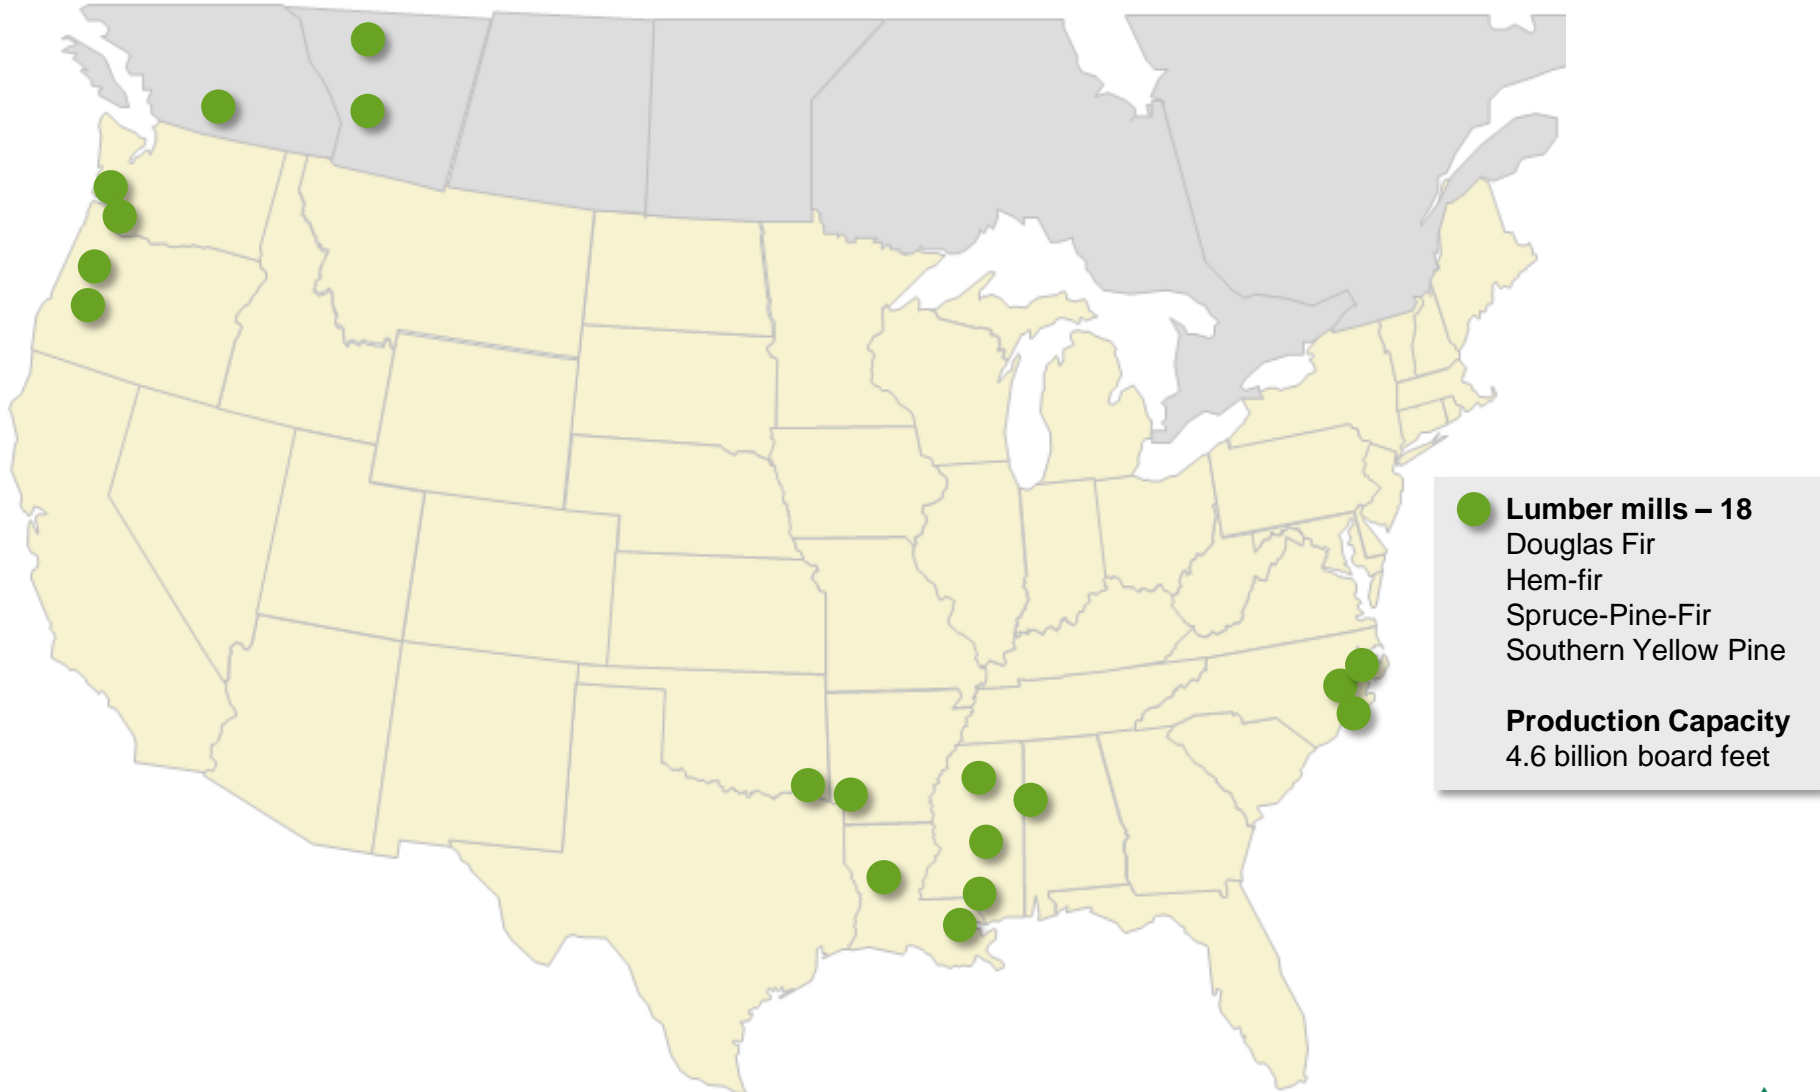 Lumber mills – 18
Douglas Fir
Hem-fir
Spruce-Pine-Fir
Southern Yellow Pine
Production Capacity
4.6 billion board feet